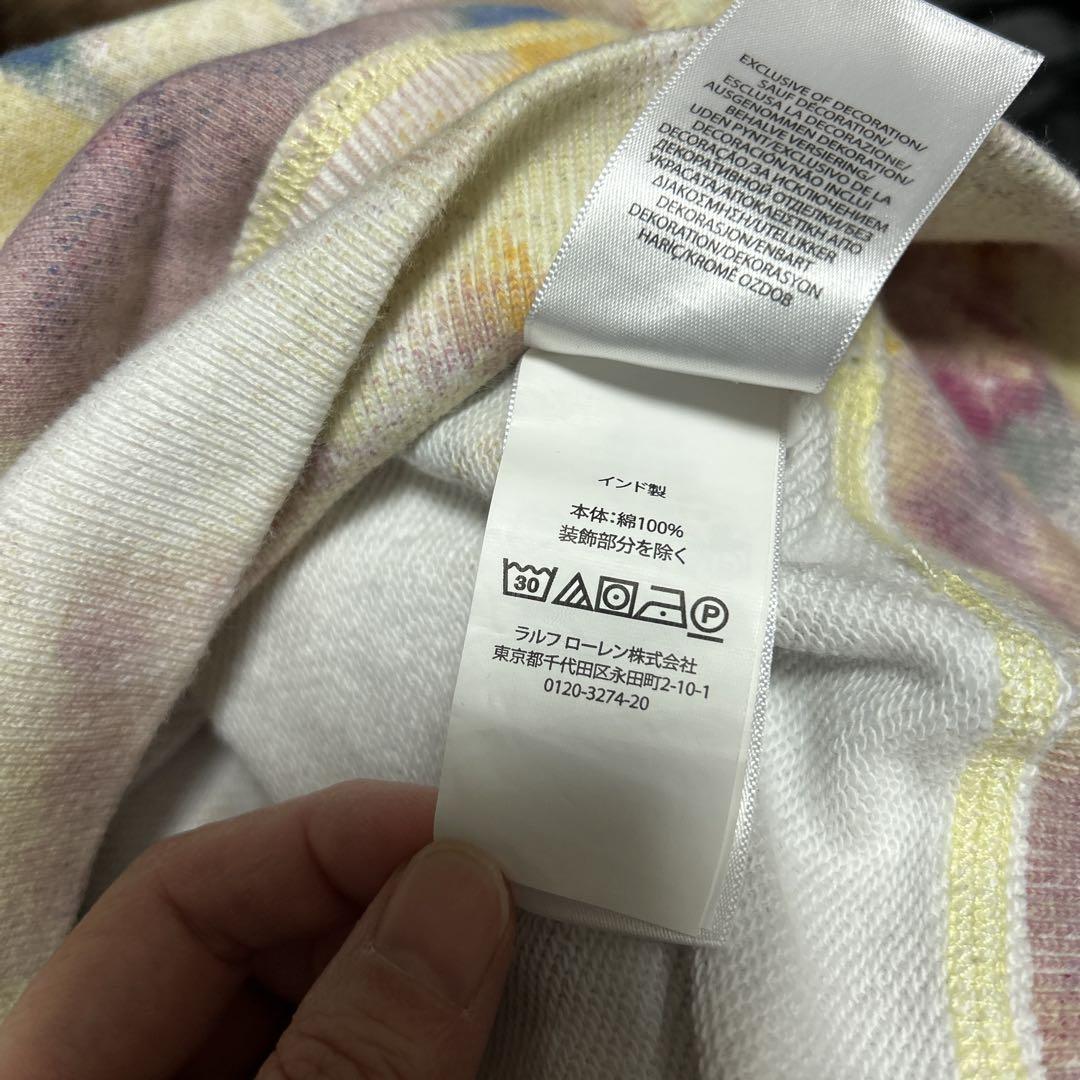 EXCLUSIVE OF DECORATION/
SAUF DÉCORATION/
ESCLUSA LA DECORAZIONE/
AUSGENOMMEN DEKORATION/
BEHALVE VERSIERING/
UDEN PYNT/EXCLUSIVO DE LA
DECORACIÓN/NÃO INCLUI
DECORAÇÃO/ЗА ИСКЛЮЧЕНИЕМ
ДЕКОРАТИВНОЙ ОТДЕЛКИ/БЕЗ
УКРАСАТА/ΑΠΟΚΛΕΙΣΤΙΚΗ ΑΠΟ
ΔΙΑΚΟΣΜΗΣΗ/UTELUKKER
DEKORASJON/ENBART
DEKORATION/DEKORASYON
HARIÇ/KROMĚ OZDOB
インド製
本体:綿100%
装飾部分を除く
30
P
ラルフ ローレン株式会社
東京都千代田区永田町2-10-1
0120-3274-20